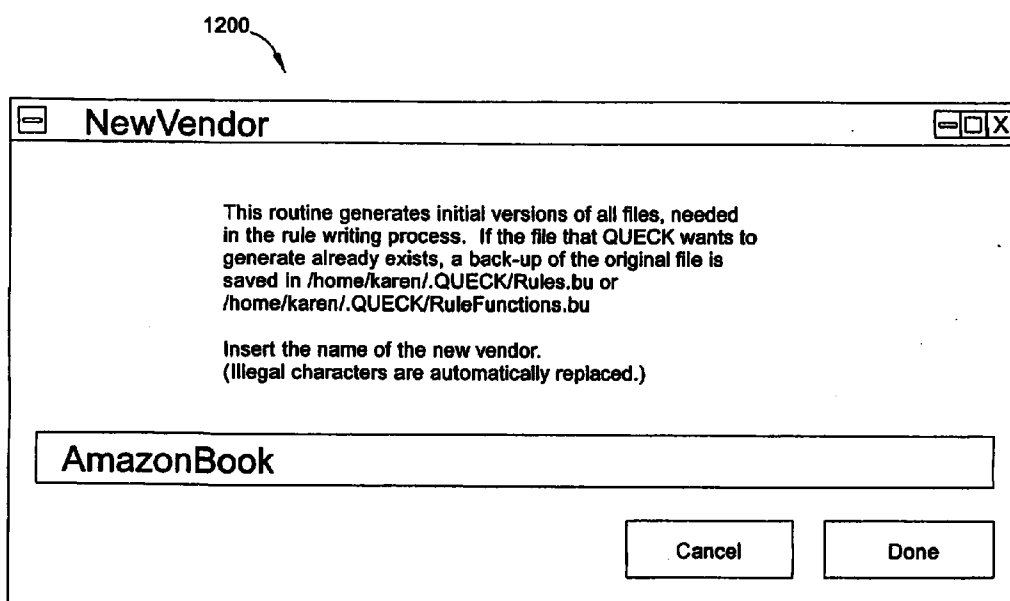 1200
NewVendor
This routine generates initial versions of all files, needed
in the rule writing process. If the file that QUECK wants to
generate already exists, a back-up of the original file is
saved in /home/karen/.QUECK/Rules.bu or
/home/karen/.QUECK/RuleFunctions.bu
Insert the name of the new vendor.
(Illegal characters are automatically replaced.)
AmazonBook
Cancel Done